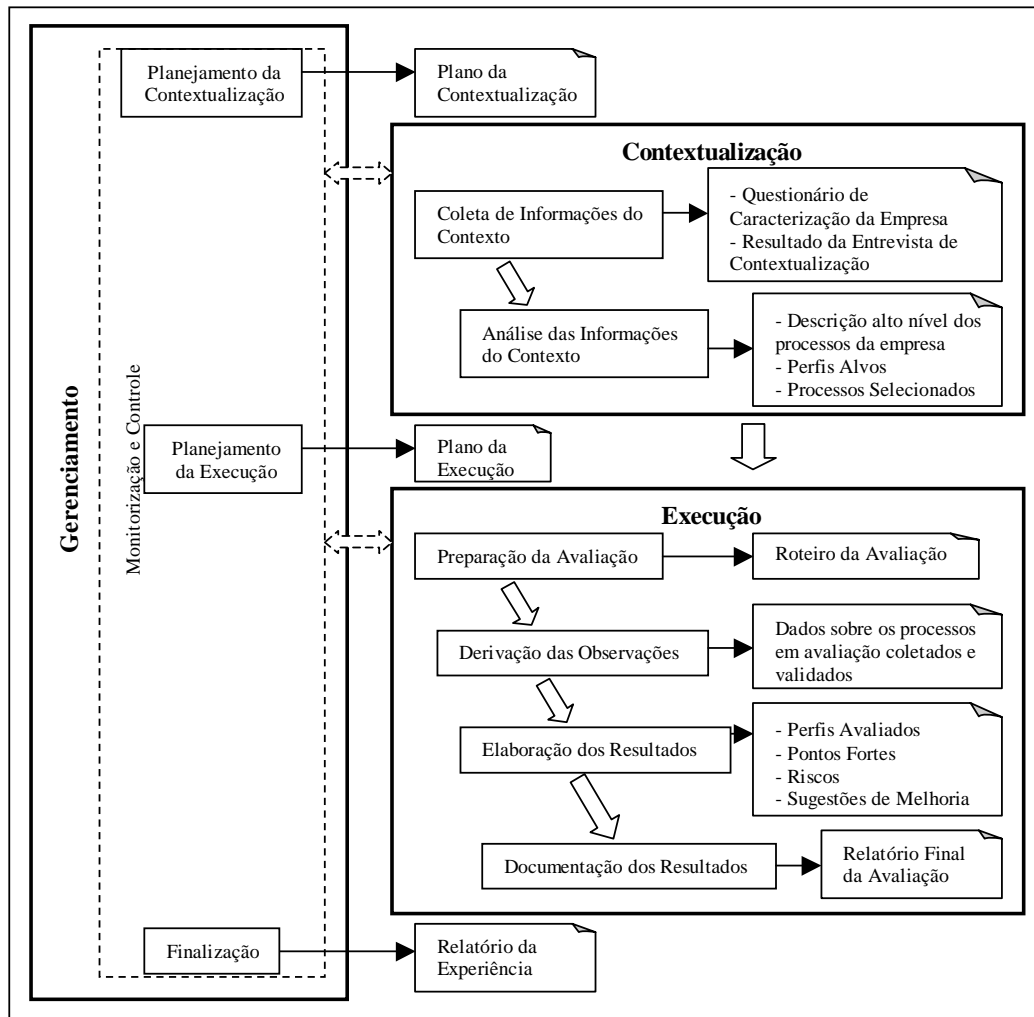 Planejamento da
Contextualização
Plano da
Contextualização
Contextualização
Coleta de Informações do
Contexto
- Questionário de
Caracterização da Empresa
- Resultado da Entrevista de
Contextualização
Análise das Informações
do Contexto
- Descrição alto nível dos
processos da empresa
- Perfis Alvos
- Processos Selecionados
Gerenciamento
Monitorização e Controle
Planejamento
da Execução
Plano da
Execução
Execução
Preparação da Avaliação
Roteiro da Avaliação
Derivação das Observações
Dados sobre os processos
em avaliação coletados e
validados
Elaboração dos Resultados
- Perfis Avaliados
- Pontos Fortes
- Riscos
- Sugestões de Melhoria
Documentação dos Resultados
Relatório Final
da Avaliação
Finalização
Relatório da
Experiência